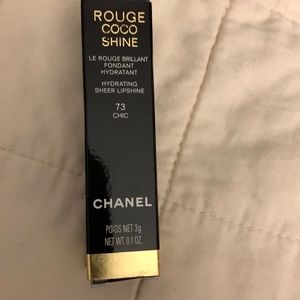 ROUGE
COCO
SHINE
LE ROUGE BRILLANT
FONDANT
HYDRATANT
HYDRATING
SHEER LIPSHINE
73
CHIC
CHANEL
POIDS NET 3g
NET WT. 0.1 OZ.